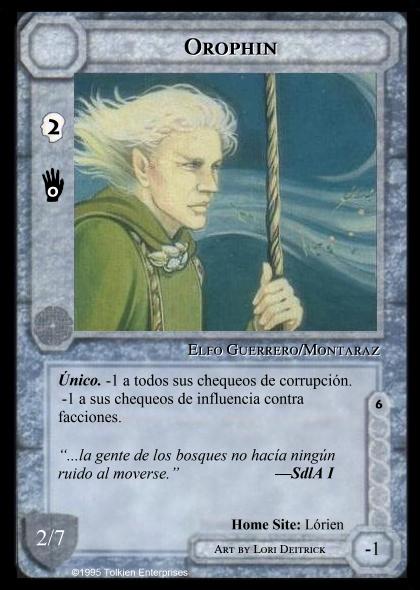 OROPHIN
2
0
ELFO GUERRERO/MONTARAZ
Único. -1 a todos sus chequeos de corrupción.
-1 a sus chequeos de influencia contra
facciones.
6
“...la gente de los bosques no hacía ningún
ruido al moverse.” —SdlA I
Home Site: Lórien
2/7
ART BY LORI DEITRICK
-1
©1995 Tolkien Enterprises